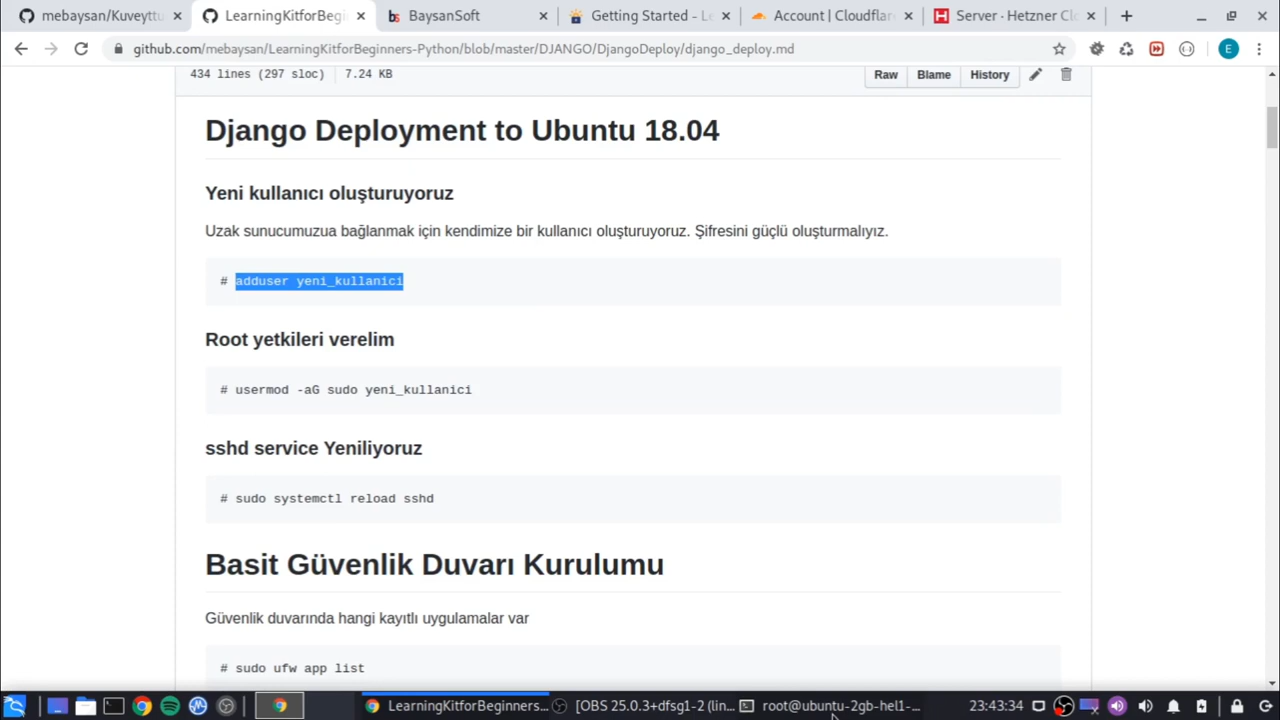 mebaysan/Kuveyttu
LearningKitforBegi
BaysanSoft
Getting Started - Le
Account | Cloudflar
Server · Hetzner Clo
github.com/mebaysan/LearningKitforBeginners-Python/blob/master/DJANGO/DjangoDeploy/django_deploy.md
E
434 lines (297 sloc) 7.24 KB
Raw Blame History
Django Deployment to Ubuntu 18.04
Yeni kullanıcı oluşturuyoruz
Uzak sunucumuzua bağlanmak için kendimize bir kullanıcı oluşturuyoruz. Şifresini güçlü oluşturmalıyız.
# adduser yeni_kullanici
Root yetkileri verelim
# usermod -aG sudo yeni_kullanici
sshd service Yeniliyoruz
# sudo systemctl reload sshd
Basit Güvenlik Duvarı Kurulumu
Güvenlik duvarında hangi kayıtlı uygulamalar var
# sudo ufw app list
LearningKitforBeginners...
[OBS 25.0.3+dfsg1-2 (lin...
root@ubuntu-2gb-hel1-...
23:43:34